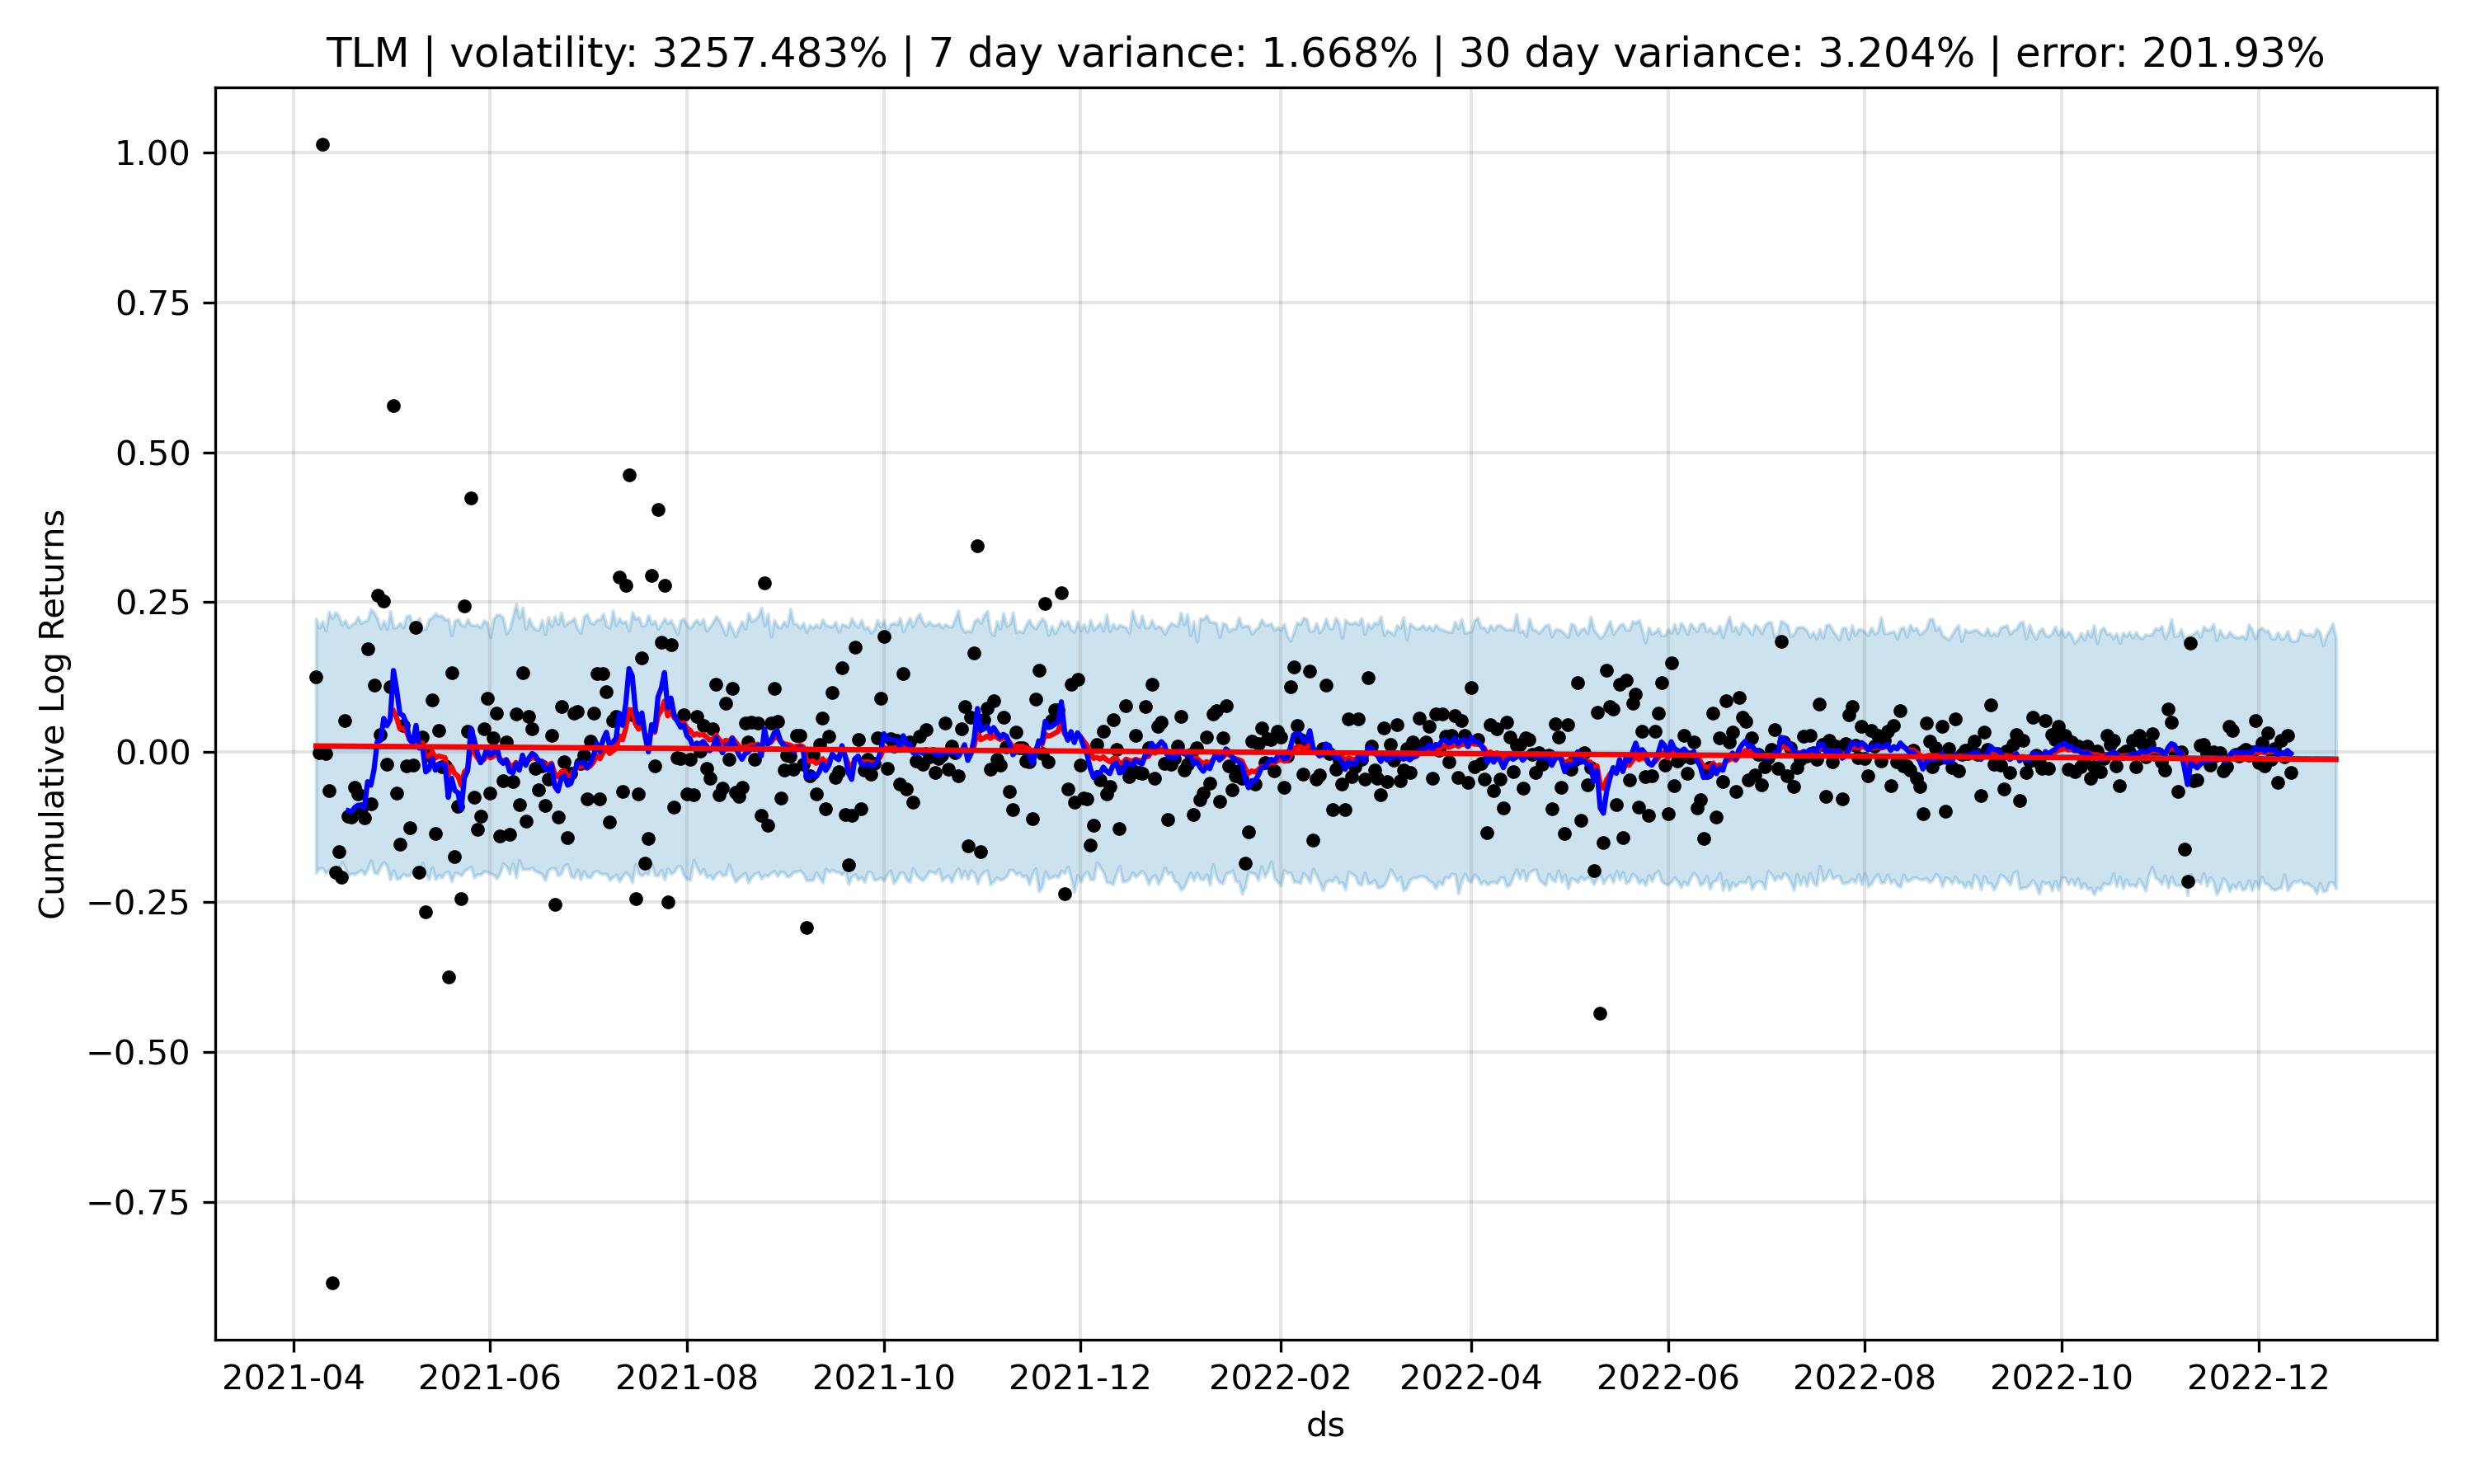 TLM | volatility: 3257.483% | 7 day variance: 1.668% | 30 day variance: 3.204% | error: 201.93%
1.00
0.75
0.50
0.25
0.00
−0.25
−0.50
−0.75
Cumulative Log Returns
2021-04 2021-06 2021-08 2021-10 2021-12 2022-02 2022-04 2022-06 2022-08 2022-10 2022-12
ds